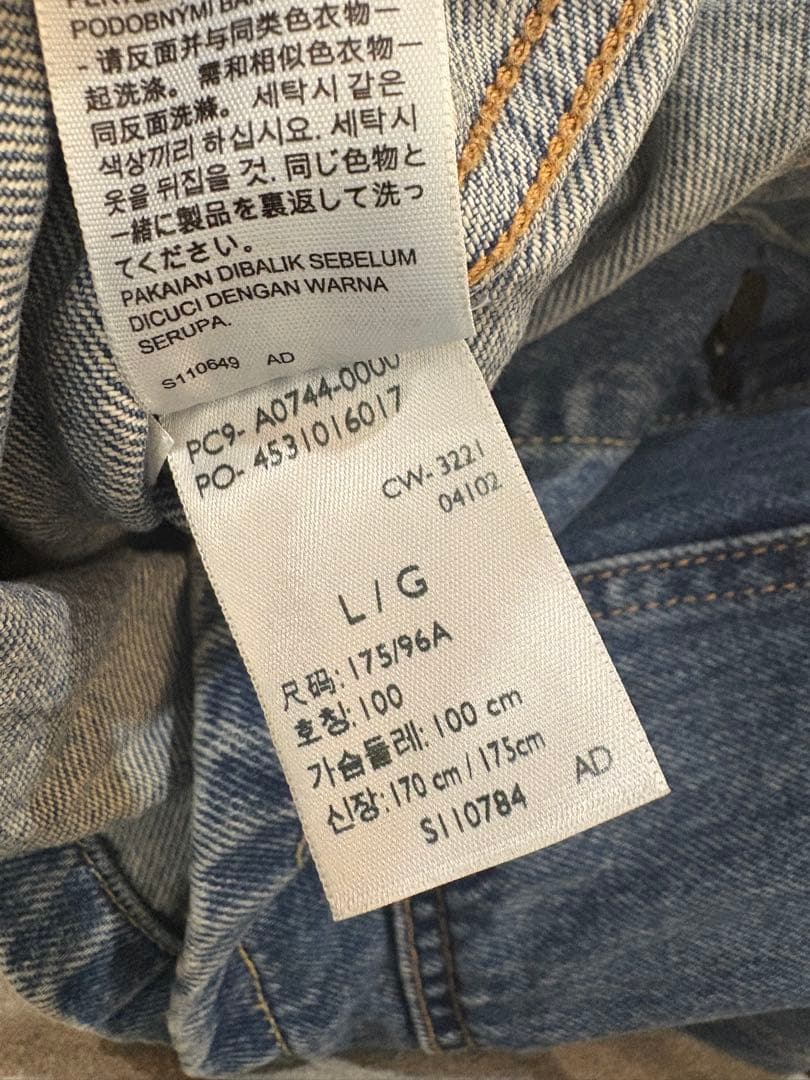 PODOBNÝMI
- 请反面并与同类色衣物一
起洗涤。需和相似色衣物一
同反面洗滌。세탁시 같은
색상끼리 하십시오. 세탁시
옷을 뒤집을 것. 同じ色物と
一緒に製品を裏返して洗っ
てください。
PAKAIAN DIBALIK SEBELUM
DICUCI DENGAN WARNA
SERUPA.
S110649 AD
PC9- A0744-0000
PO- 4531016017
CW- 3221
04102
L / G
尺码: 175/96A
호칭: 100
가슴둘레: 100 cm
신장: 170 cm / 175cm
S110784 AD